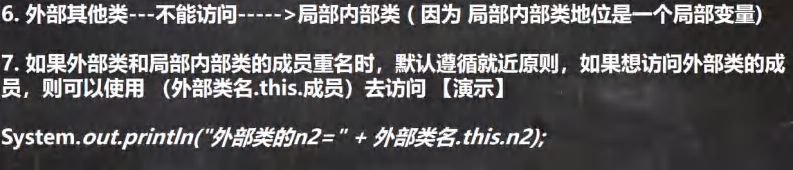 6. 外部其他类---不能访问----->局部内部类 ( 因为 局部内部类地位是一个局部变量)
7. 如果外部类和局部内部类的成员重名时，默认遵循就近原则，如果想访问外部类的成
员，则可以使用 （外部类名.this.成员）去访问 【演示】
System.out.println("外部类的n2=" + 外部类名.this.n2);